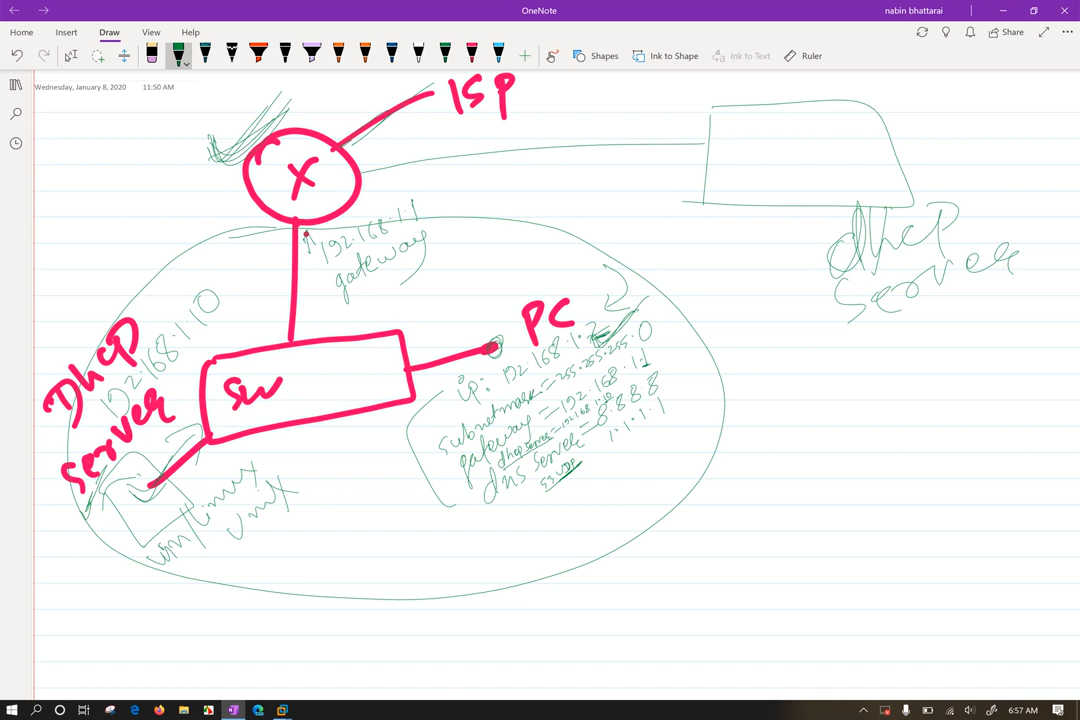 OneNote
nabin bhattarai
Home
Insert
Draw
View
Help
Share
Shapes
Ink to Shape
Ink to Text
Ruler
Wednesday, January 8, 2020
11:50 AM
ISP
X
192.168.1.1
gateway
dhcp
server
Dhcp
server
192.168.1.10
SW
PC
ip: 192.168.1.2
subnetmask = 255.255.255.0
gateway = 192.168.1.1
dhcp server = 192.168.1.10
dns server = 8.8.8.8
1.1.1.1
win/linux
unix
6:57 AM